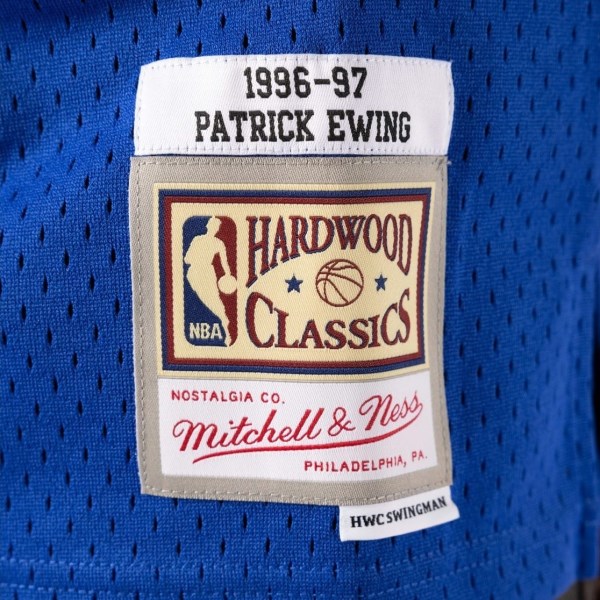 1996-97
PATRICK EWING
HARDWOOD
CLASSICS
NBA
NOSTALGIA CO.
Mitchell & Ness
PHILADELPHIA, PA.
HWC SWINGMAN